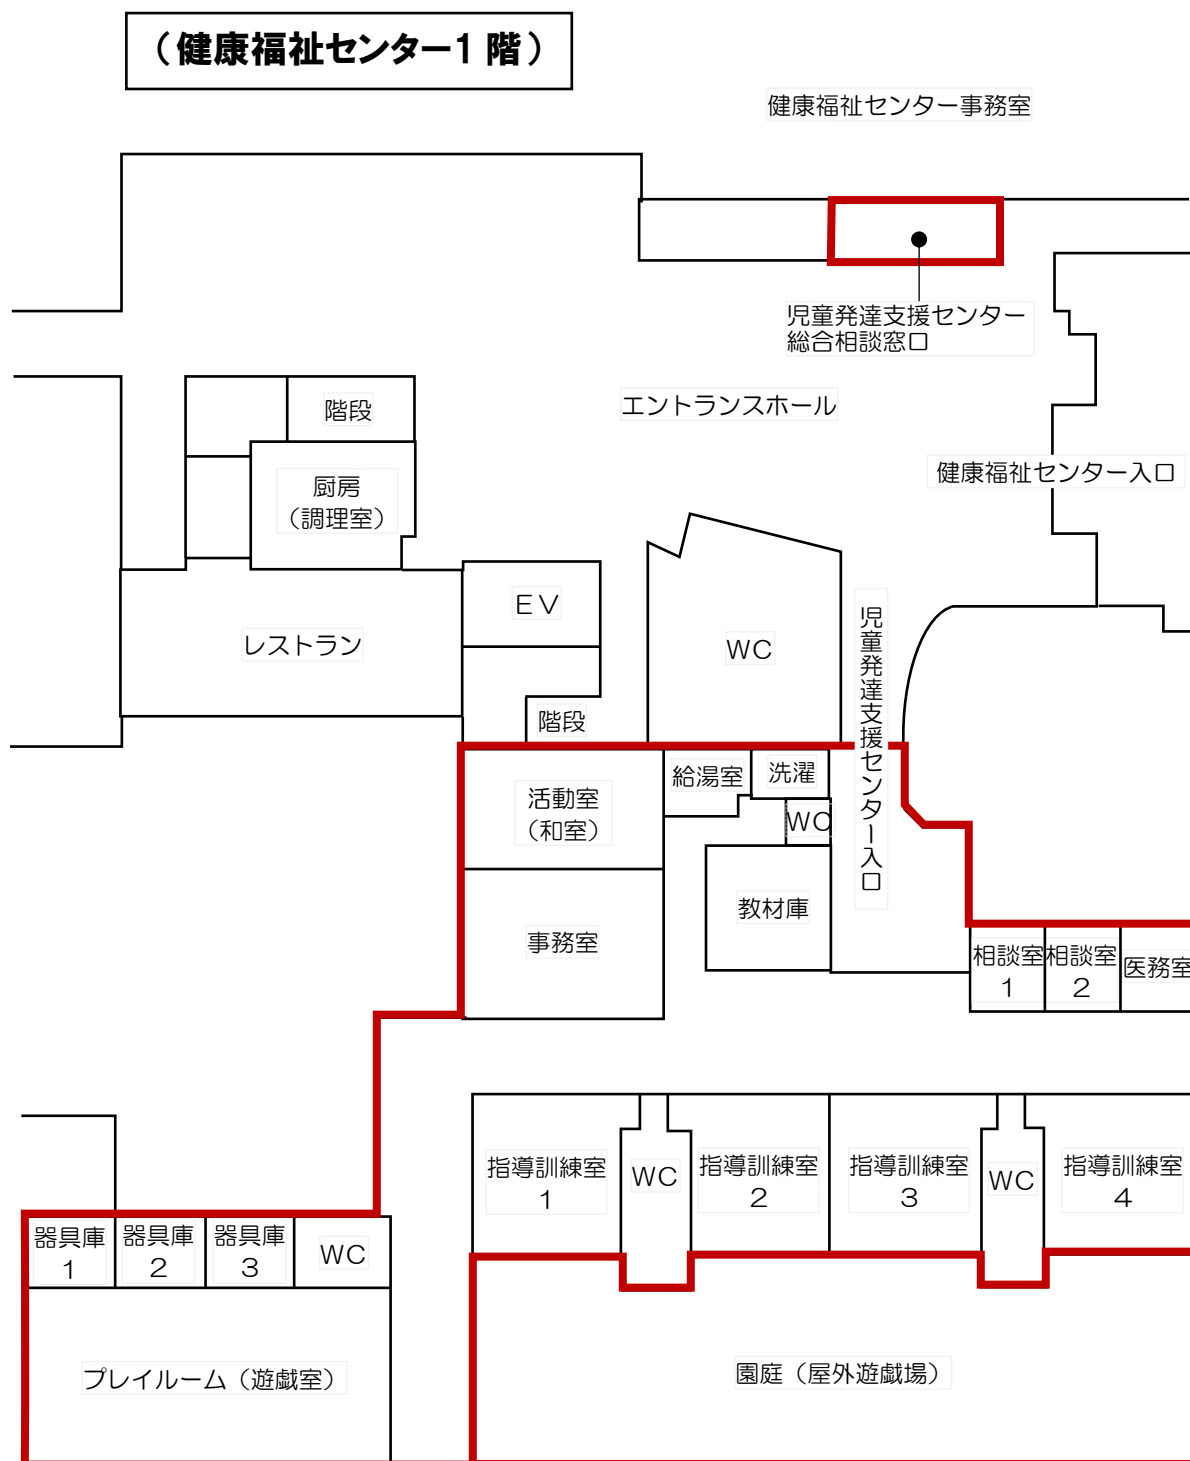 （健康福祉センター1 階）
健康福祉センター事務室
児童発達支援センター
総合相談窓口
階段
エントランスホール
健康福祉センター入口
厨房
（調理室）
ＥＶ
レストラン
WC
児童発達支援センター入口
階段
給湯室
洗濯
活動室
（和室）
WC
教材庫
事務室
相談室
1
相談室
2
医務室
指導訓練室
1
WC
指導訓練室
2
指導訓練室
3
WC
指導訓練室
4
器具庫
1
器具庫
2
器具庫
3
WC
プレイルーム（遊戯室）
園庭（屋外遊戯場）